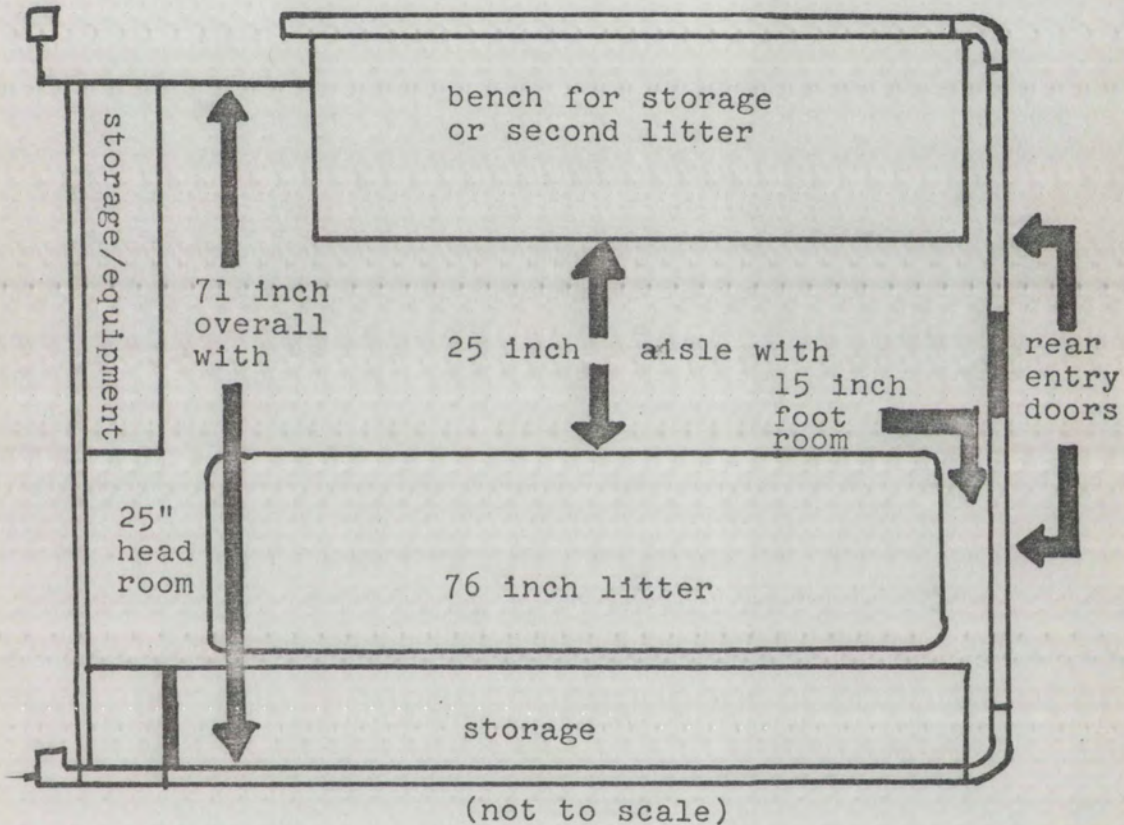 bench for storage
or second litter
storage/equipment
71 inch
overall
with
25 inch aisle with
15 inch
foot
room
rear
entry
doors
25"
head
room
76 inch litter
storage
(not to scale)